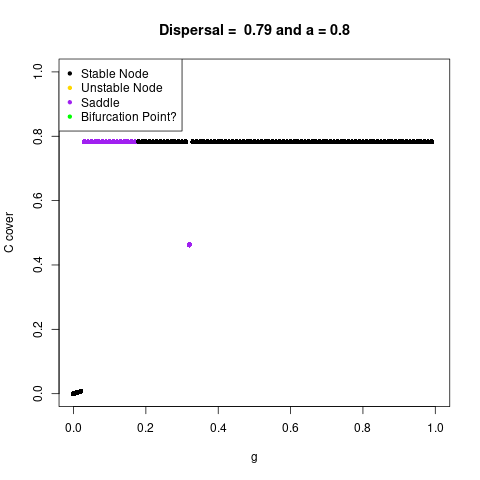 Dispersal =  0.79 and a = 0.8
Stable Node
Unstable Node
Saddle
Bifurcation Point?
C cover
1.0
0.8
0.6
0.4
0.2
0.0
0.0 0.2 0.4 0.6 0.8 1.0
g